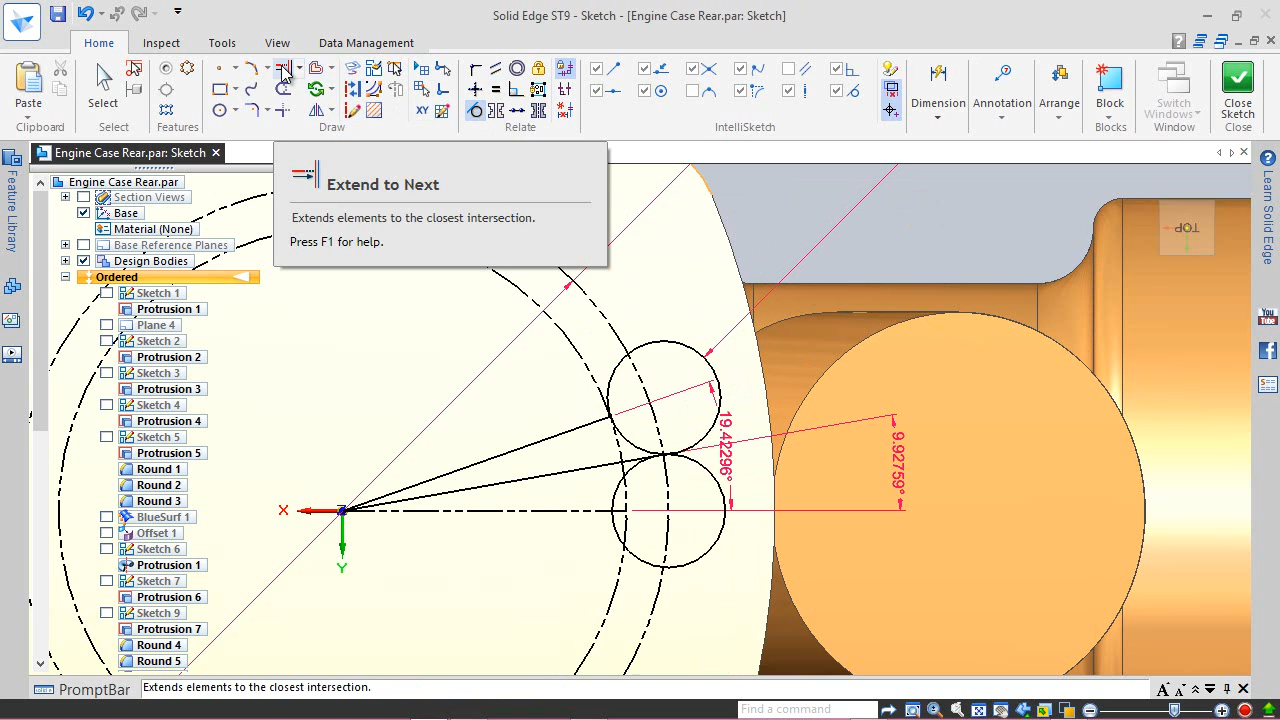 Solid Edge ST9 - Sketch - [Engine Case Rear.par: Sketch]
Home
Inspect
Tools
View
Data Management
Paste
Select
XY
Dimension
Annotation
Arrange
Block
Switch Windows
Close Sketch
Clipboard
Select
Features
Draw
Relate
IntelliSketch
Blocks
Window
Close
Engine Case Rear.par: Sketch
Extend to Next
Extends elements to the closest intersection.
Press F1 for help.
Feature Library
Learn Solid Edge
You Tube
TOP
Engine Case Rear.par
Section Views
Base
Material (None)
Base Reference Planes
Design Bodies
Ordered
Sketch 1
Protrusion 1
Plane 4
Sketch 2
Protrusion 2
Sketch 3
Protrusion 3
Sketch 4
Protrusion 4
Sketch 5
Protrusion 5
Round 1
Round 2
Round 3
BlueSurf 1
Offset 1
Sketch 6
Protrusion 1
Sketch 7
Protrusion 6
Sketch 9
Protrusion 7
Round 4
Round 5
X
Y
19.42296°
9.92759°
PromptBar
Extends elements to the closest intersection.
Find a command